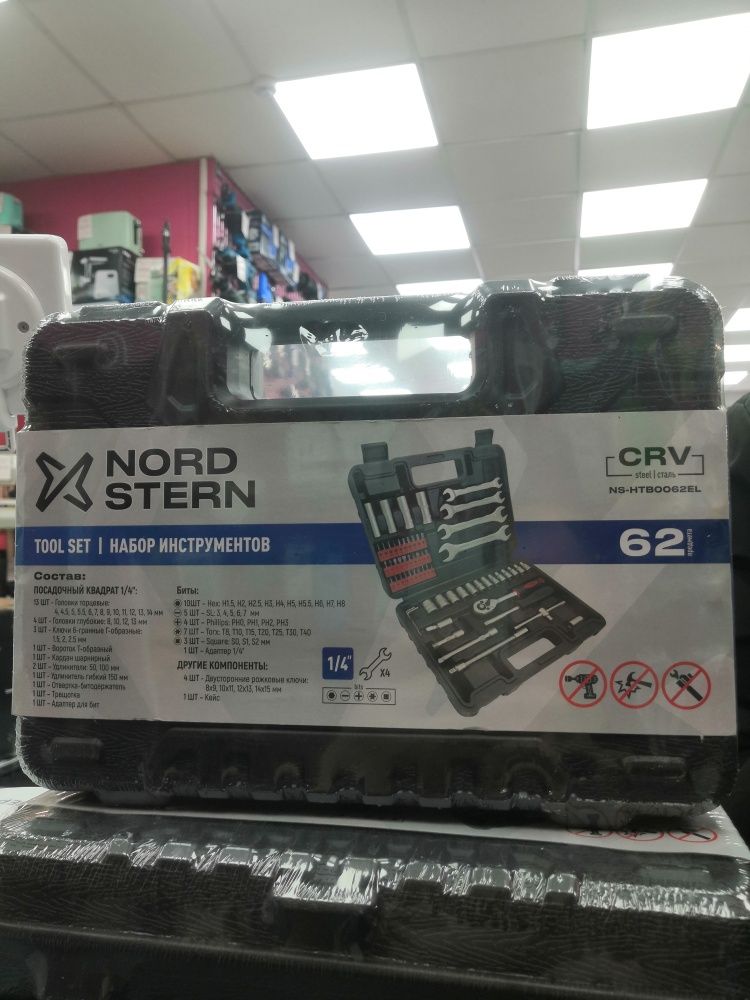 NORD
STERN
CRV
steel | сталь
NS-HTB0062EL
TOOL SET | НАБОР ИНСТРУМЕНТОВ
62 предмета
Состав:
ПОСАДОЧНЫЙ КВАДРАТ 1/4":
13 ШТ - Головки торцевые:
4, 4.5, 5, 5.5, 6, 7, 8, 9, 10, 11, 12, 13, 14 мм
4 ШТ - Головки глубокие: 8, 10, 12, 13 мм
3 ШТ - Ключи 6-гранные Г-образные:
1.5, 2, 2.5 мм
1 ШТ - Вороток Г-образный
1 ШТ - Кардан шарнирный
2 ШТ - Удлинители: 50, 100 мм
1 ШТ - Удлинитель гибкий 150 мм
1 ШТ - Отвертка-битодержатель
1 ШТ - Трещотка
1 ШТ - Адаптер для бит
Биты:
10ШТ - Hex: H1.5, H2, H2.5, H3, H4, H5, H5.5, H6, H7, H8
5 ШТ - SL: 3, 4, 5, 6, 7 мм
4 ШТ - Phillips: PH0, PH1, PH2, PH3
7 ШТ - Torx: T8, T10, T15, T20, T25, T30, T40
3 ШТ - Square: S0, S1, S2 мм
1 ШТ - Адаптер 1/4"
ДРУГИЕ КОМПОНЕНТЫ:
4 ШТ - Двусторонние рожковые ключи:
8х9, 10х11, 12х13, 14х15 мм
1 ШТ - Кейс
1/4"
X4
bits